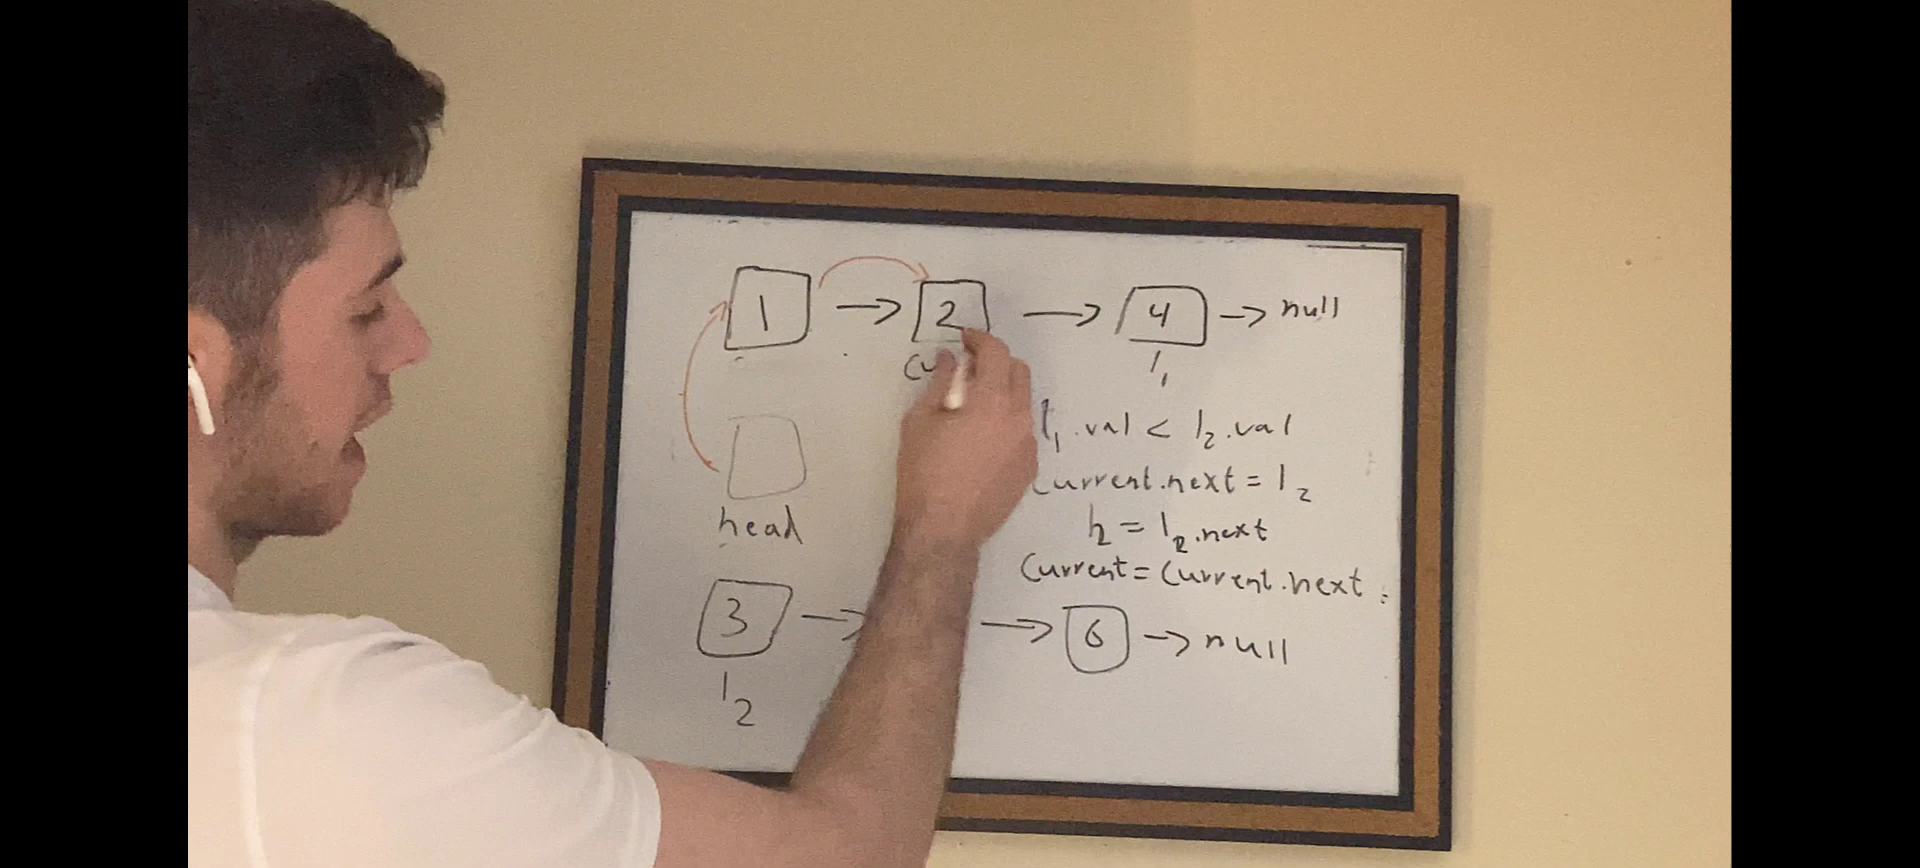 1 → 2 → 4 → null
l₁
l₁.val < l₂.val
current.next = l₂
l₂ = l₂.next
head
Current = Current.next
3 → → 6 → null
l₂